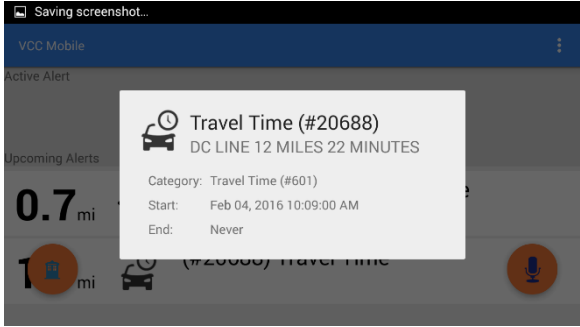 Saving screenshot...
VCC Mobile
Active Alert
Travel Time (#20688)
DC LINE 12 MILES 22 MINUTES
Upcoming Alerts
Category: Travel Time (#601)
Start: Feb 04, 2016 10:09:00 AM
End: Never
0.7 mi
mi
(#20688) Travel Time